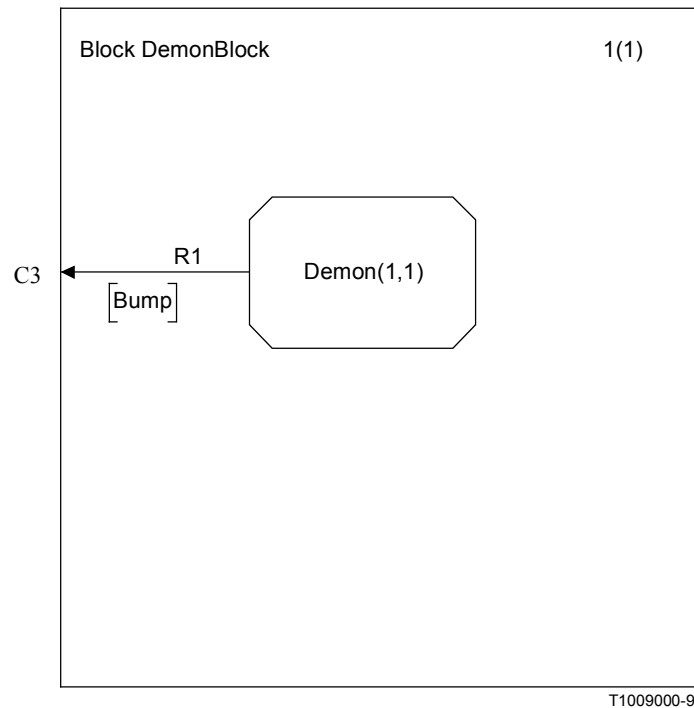 Block DemonBlock 1(1)
R1
C3 Demon(1,1)
[Bump]
T1009000-9